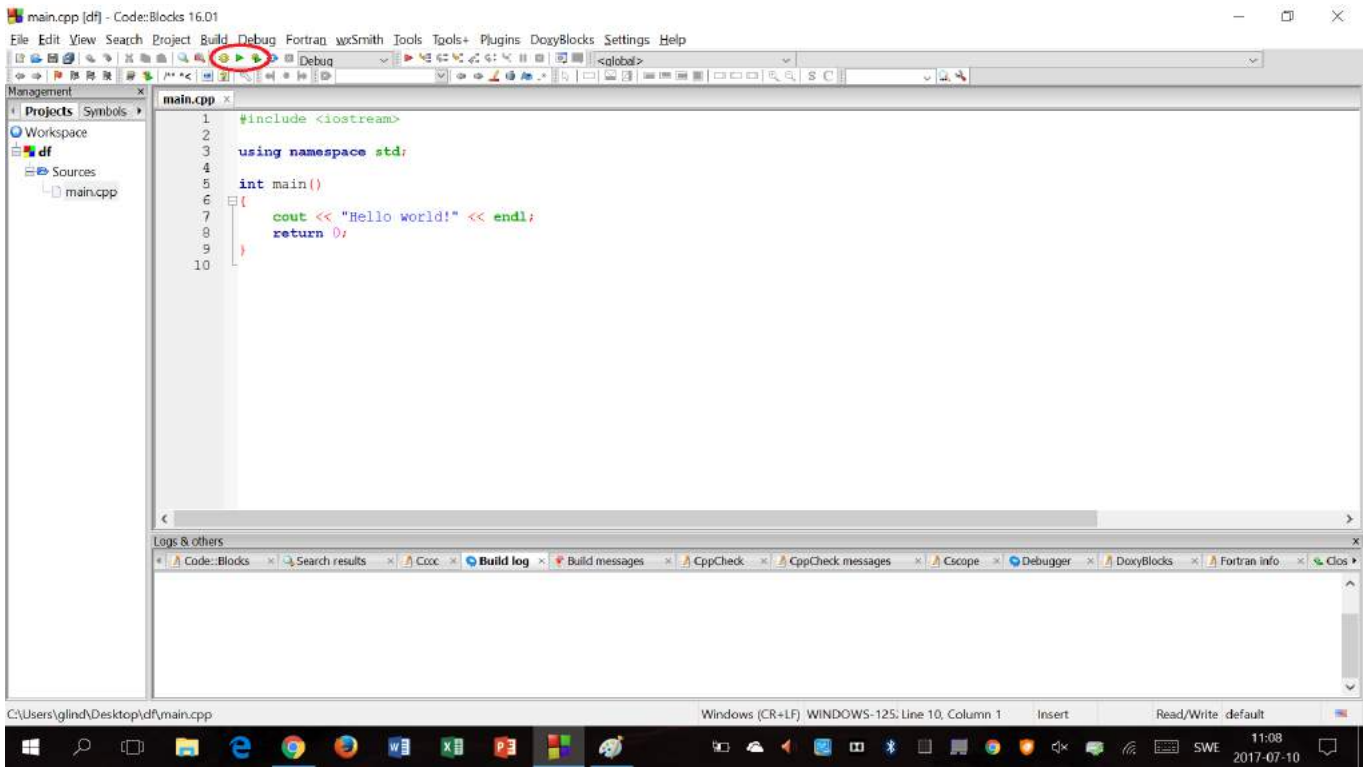 main.cpp [df] - Code::Blocks 16.01
File Edit View Search Project Build Debug Fortran wxSmith Tools Tools+ Plugins DoxyBlocks Settings Help
Debug <global>
S C
Management
Projects Symbols
Workspace
df
Sources
main.cpp
main.cpp
1 #include <iostream>
2
3 using namespace std;
4
5 int main()
6 {
7 cout << "Hello world!" << endl;
8 return 0;
9 }
10
Logs & others
Code::Blocks Search results Cccc Build log Build messages CppCheck CppCheck messages Cscope Debugger DoxyBlocks Fortran info Clos
C:\Users\glind\Desktop\df\main.cpp Windows (CR+LF) WINDOWS-125 Line 10, Column 1 Insert Read/Write default
SWE 11:08
2017-07-10